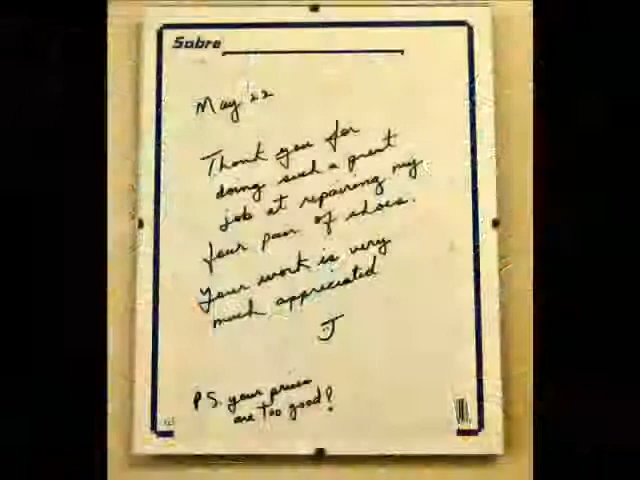 Sabre
May '22
Thank you for
doing such a great
job at repairing my
four pair of shoes.
Your work is very
much appreciated
J
P.S. your prices
are too good!